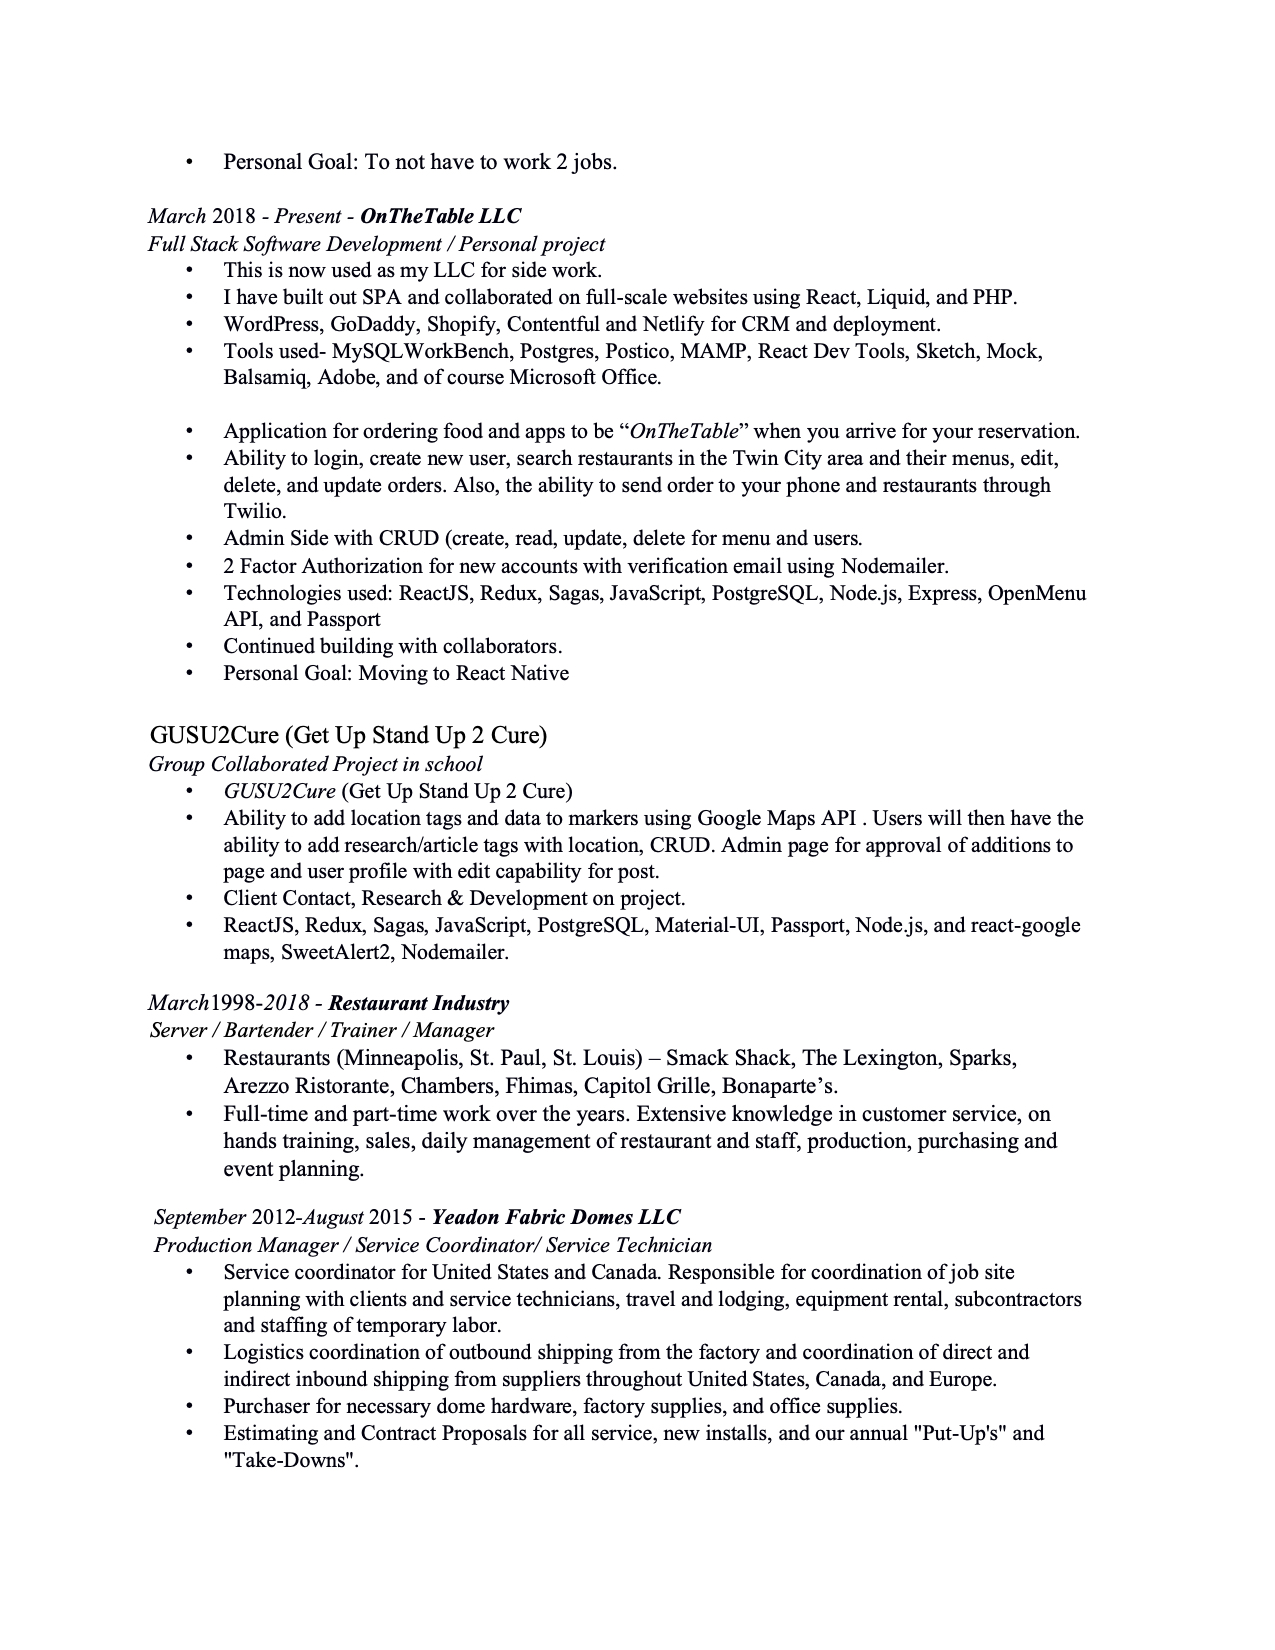 • Personal Goal: To not have to work 2 jobs.
March 2018 - Present - OnTheTable LLC
Full Stack Software Development / Personal project
• This is now used as my LLC for side work.
• I have built out SPA and collaborated on full-scale websites using React, Liquid, and PHP.
• WordPress, GoDaddy, Shopify, Contentful and Netlify for CRM and deployment.
• Tools used- MySQLWorkBench, Postgres, Postico, MAMP, React Dev Tools, Sketch, Mock,
Balsamiq, Adobe, and of course Microsoft Office.
• Application for ordering food and apps to be “OnTheTable” when you arrive for your reservation.
• Ability to login, create new user, search restaurants in the Twin City area and their menus, edit,
delete, and update orders. Also, the ability to send order to your phone and restaurants through
Twilio.
• Admin Side with CRUD (create, read, update, delete for menu and users.
• 2 Factor Authorization for new accounts with verification email using Nodemailer.
• Technologies used: ReactJS, Redux, Sagas, JavaScript, PostgreSQL, Node.js, Express, OpenMenu
API, and Passport
• Continued building with collaborators.
• Personal Goal: Moving to React Native
GUSU2Cure (Get Up Stand Up 2 Cure)
Group Collaborated Project in school
• GUSU2Cure (Get Up Stand Up 2 Cure)
• Ability to add location tags and data to markers using Google Maps API . Users will then have the
ability to add research/article tags with location, CRUD. Admin page for approval of additions to
page and user profile with edit capability for post.
• Client Contact, Research & Development on project.
• ReactJS, Redux, Sagas, JavaScript, PostgreSQL, Material-UI, Passport, Node.js, and react-google
maps, SweetAlert2, Nodemailer.
March1998-2018 - Restaurant Industry
Server / Bartender / Trainer / Manager
• Restaurants (Minneapolis, St. Paul, St. Louis) – Smack Shack, The Lexington, Sparks,
Arezzo Ristorante, Chambers, Fhimas, Capitol Grille, Bonaparte’s.
• Full-time and part-time work over the years. Extensive knowledge in customer service, on
hands training, sales, daily management of restaurant and staff, production, purchasing and
event planning.
September 2012-August 2015 - Yeadon Fabric Domes LLC
Production Manager / Service Coordinator/ Service Technician
• Service coordinator for United States and Canada. Responsible for coordination of job site
planning with clients and service technicians, travel and lodging, equipment rental, subcontractors
and staffing of temporary labor.
• Logistics coordination of outbound shipping from the factory and coordination of direct and
indirect inbound shipping from suppliers throughout United States, Canada, and Europe.
• Purchaser for necessary dome hardware, factory supplies, and office supplies.
• Estimating and Contract Proposals for all service, new installs, and our annual "Put-Up's" and
"Take-Downs".